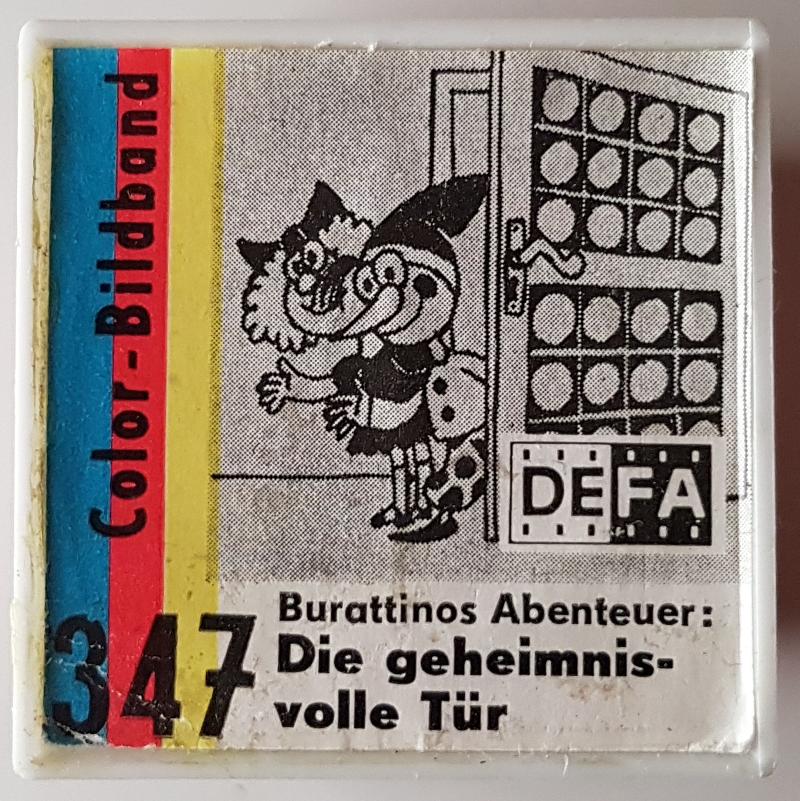 Color-Bildband
DEFA
347
Burattinos Abenteuer:
Die geheimnis-
volle Tür